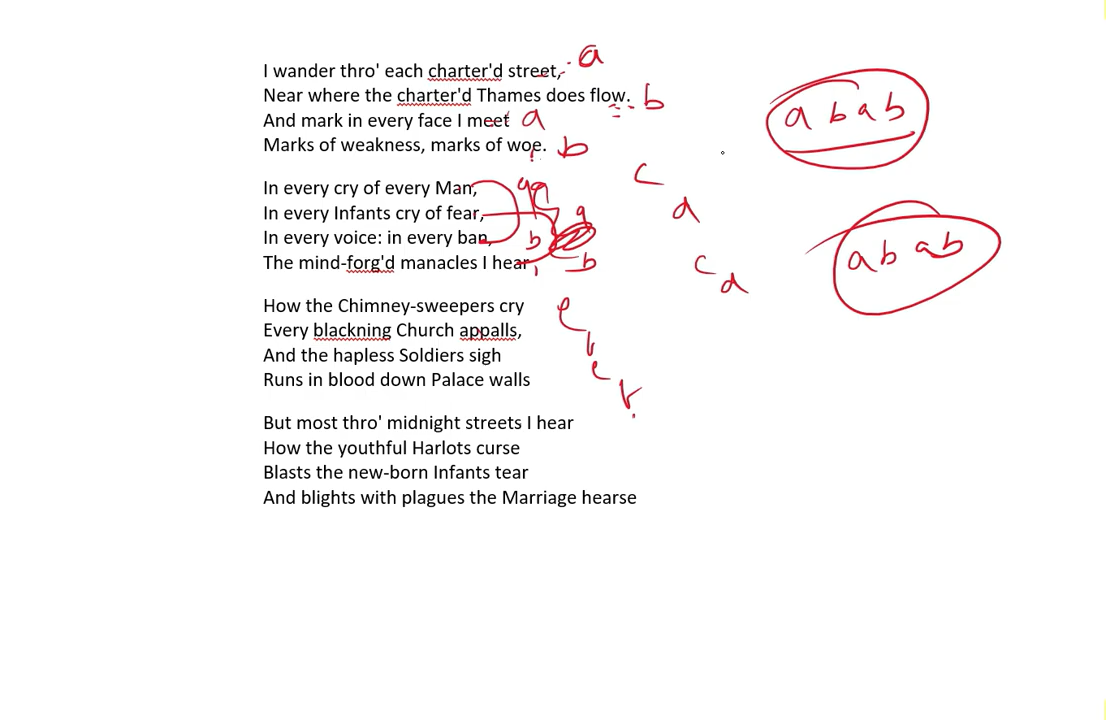 I wander thro' each charter'd street, a
Near where the charter'd Thames does flow. b
And mark in every face I meet a
Marks of weakness, marks of woe. b
a b a b
In every cry of every Man, a c
In every Infants cry of fear, a d
In every voice: in every ban, b c
The mind-forg'd manacles I hear, b d
a b a b
How the Chimney-sweepers cry e
Every blackning Church appalls,
And the hapless Soldiers sigh e
Runs in blood down Palace walls
But most thro' midnight streets I hear
How the youthful Harlots curse
Blasts the new-born Infants tear
And blights with plagues the Marriage hearse